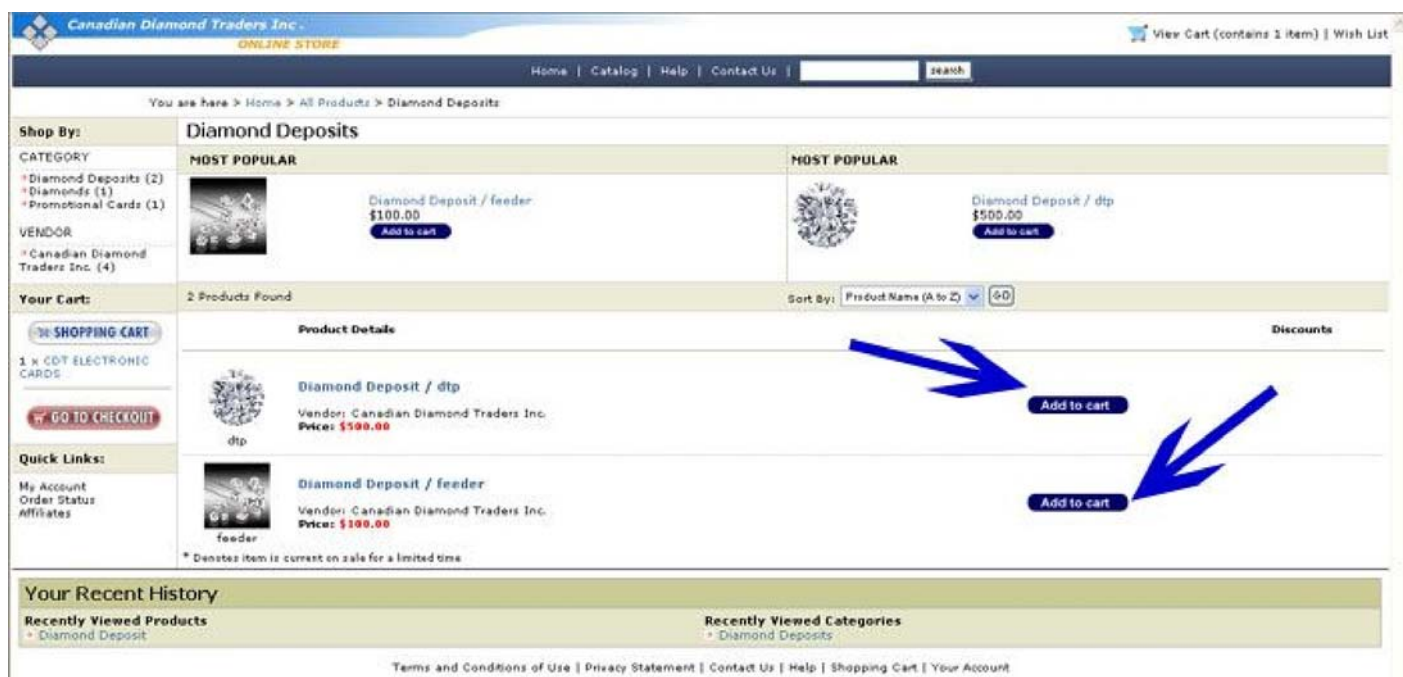 Canadian Diamond Traders Inc.
ONLINE STORE
View Cart (contains 1 item) | Wish List
Home | Catalog | Help | Contact Us | search
You are here > Home > All Products > Diamond Deposits
Shop By:
CATEGORY
Diamond Deposits (2)
Diamonds (1)
Promotional Cards (1)
VENDOR
Canadian Diamond
Traders Inc. (4)
Your Cart:
SHOPPING CART
1 x CDT ELECTRONIC
CARDS
GO TO CHECKOUT
Quick Links:
My Account
Order Status
Affiliates
Diamond Deposits
MOST POPULAR
Diamond Deposit / feeder
$100.00
Add to cart
MOST POPULAR
Diamond Deposit / dtp
$500.00
Add to cart
2 Products Found
Sort By: Product Name (A to Z) GO
Product Details Discounts
Diamond Deposit / dtp
Vendor: Canadian Diamond Traders Inc.
Price: $500.00
dtp
Add to cart
Diamond Deposit / feeder
Vendor: Canadian Diamond Traders Inc.
Price: $100.00
feeder
Add to cart
* Denotes item is current on sale for a limited time
Your Recent History
Recently Viewed Products
Diamond Deposit
Recently Viewed Categories
Diamond Deposits
Terms and Conditions of Use | Privacy Statement | Contact Us | Help | Shopping Cart | Your Account